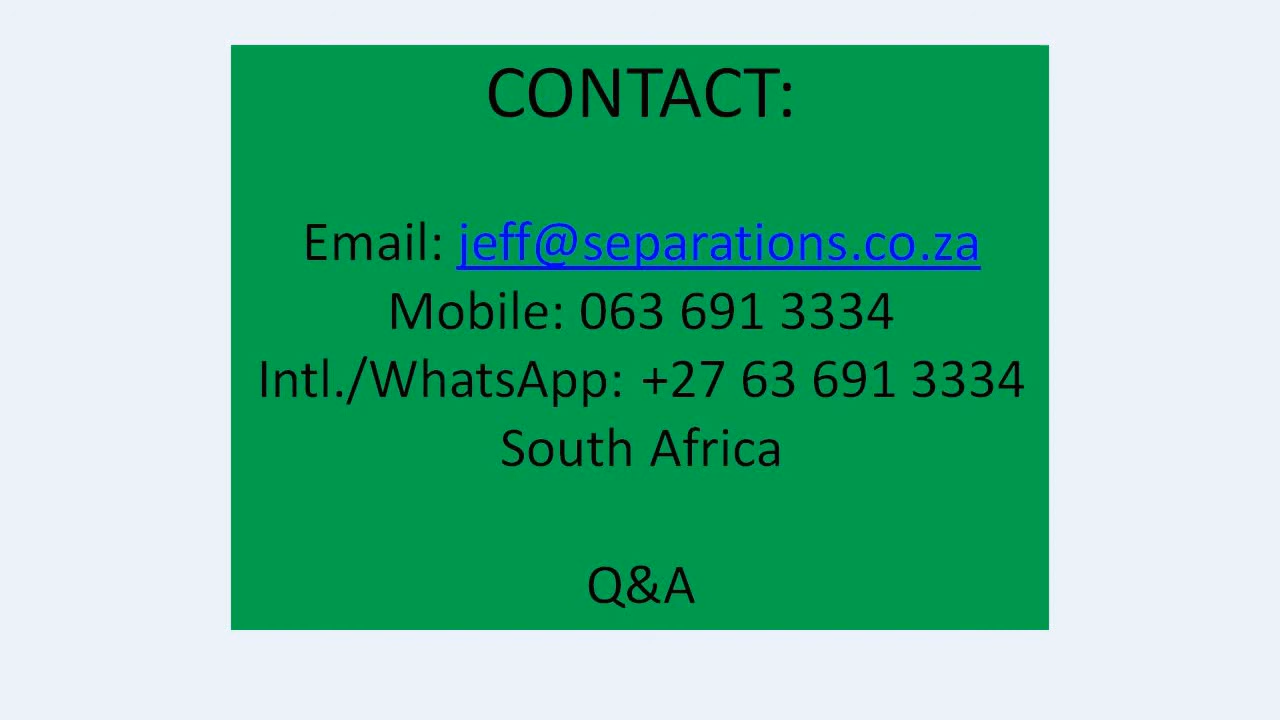 CONTACT:
Email: jeff@separations.co.za
Mobile: 063 691 3334
Intl./WhatsApp: +27 63 691 3334
South Africa
Q&A